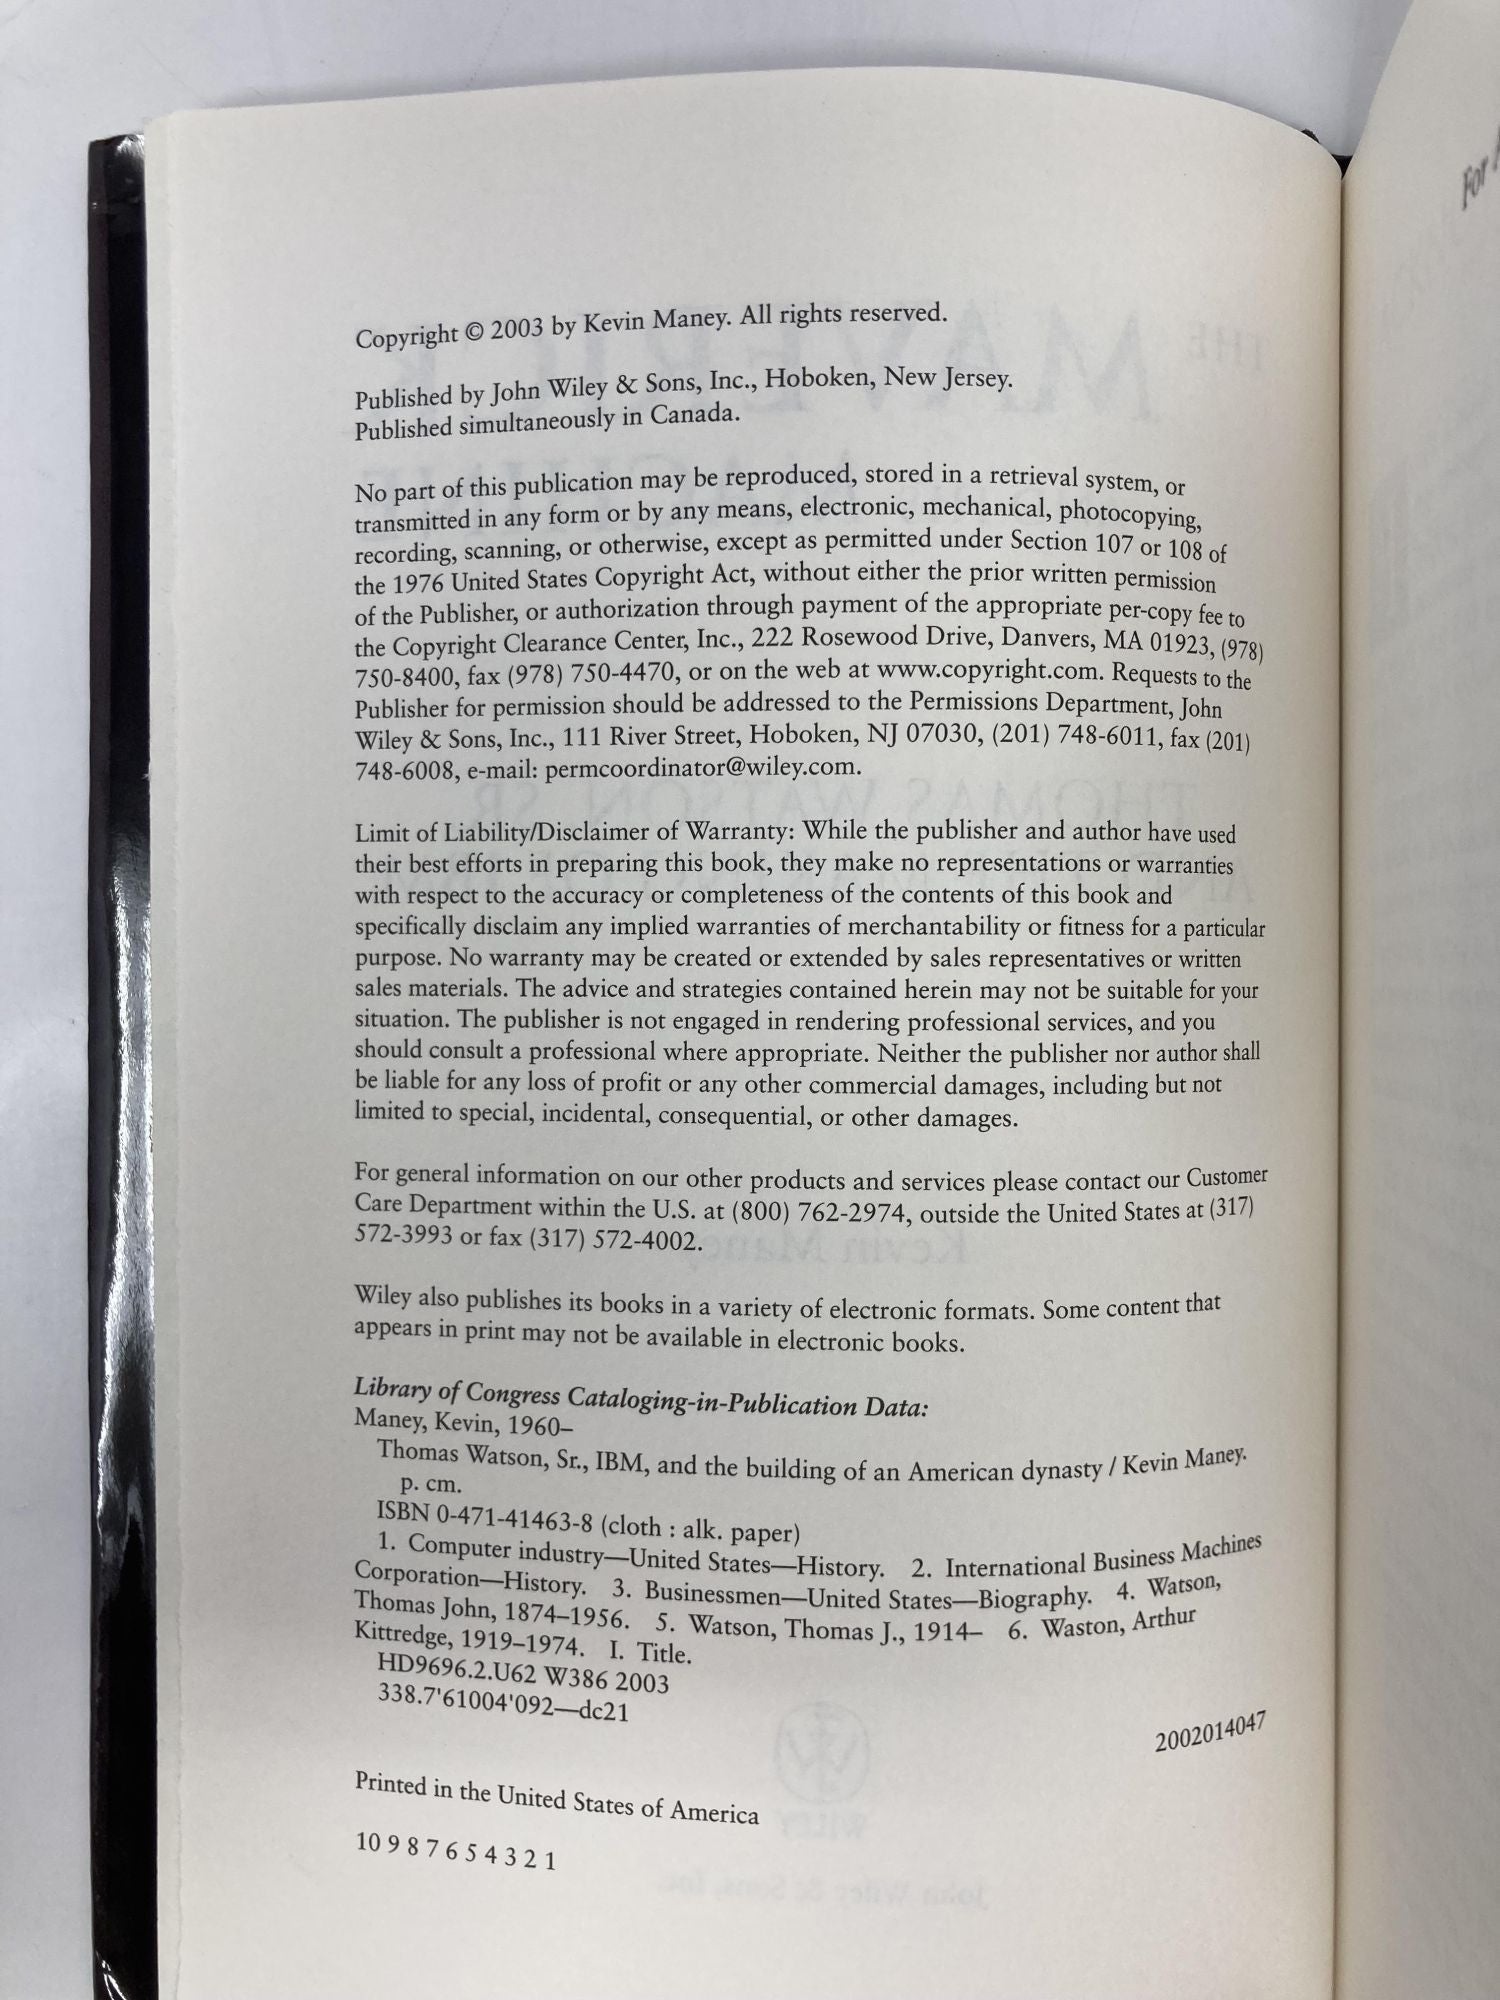 Copyright © 2003 by Kevin Maney. All rights reserved.
Published by John Wiley & Sons, Inc., Hoboken, New Jersey.
Published simultaneously in Canada.
No part of this publication may be reproduced, stored in a retrieval system, or
transmitted in any form or by any means, electronic, mechanical, photocopying,
recording, scanning, or otherwise, except as permitted under Section 107 or 108 of
the 1976 United States Copyright Act, without either the prior written permission
of the Publisher, or authorization through payment of the appropriate per-copy fee to
the Copyright Clearance Center, Inc., 222 Rosewood Drive, Danvers, MA 01923, (978)
750-8400, fax (978) 750-4470, or on the web at www.copyright.com. Requests to the
Publisher for permission should be addressed to the Permissions Department, John
Wiley & Sons, Inc., 111 River Street, Hoboken, NJ 07030, (201) 748-6011, fax (201)
748-6008, e-mail: permcoordinator@wiley.com.
Limit of Liability/Disclaimer of Warranty: While the publisher and author have used
their best efforts in preparing this book, they make no representations or warranties
with respect to the accuracy or completeness of the contents of this book and
specifically disclaim any implied warranties of merchantability or fitness for a particular
purpose. No warranty may be created or extended by sales representatives or written
sales materials. The advice and strategies contained herein may not be suitable for your
situation. The publisher is not engaged in rendering professional services, and you
should consult a professional where appropriate. Neither the publisher nor author shall
be liable for any loss of profit or any other commercial damages, including but not
limited to special, incidental, consequential, or other damages.
For general information on our other products and services please contact our Customer
Care Department within the U.S. at (800) 762-2974, outside the United States at (317)
572-3993 or fax (317) 572-4002.
Wiley also publishes its books in a variety of electronic formats. Some content that
appears in print may not be available in electronic books.
Library of Congress Cataloging-in-Publication Data:
Maney, Kevin, 1960–
Thomas Watson, Sr., IBM, and the building of an American dynasty / Kevin Maney.
p. cm.
ISBN 0-471-41463-8 (cloth : alk. paper)
1. Computer industry—United States—History. 2. International Business Machines
Corporation—History. 3. Businessmen—United States—Biography. 4. Watson,
Thomas John, 1874–1956. 5. Watson, Thomas J., 1914– 6. Waston, Arthur
Kittredge, 1919–1974. I. Title.
HD9696.2.U62 W386 2003
338.7'61004'092—dc21
2002014047
Printed in the United States of America
10 9 8 7 6 5 4 3 2 1
For